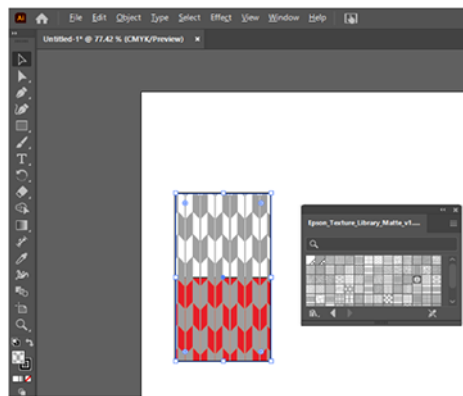 Ai File Edit Object Type Select Effect View Window Help
Untitled-1* @ 77.42 % (CMYK/Preview) ×
Epson_Texture_Library_Matte_v1....